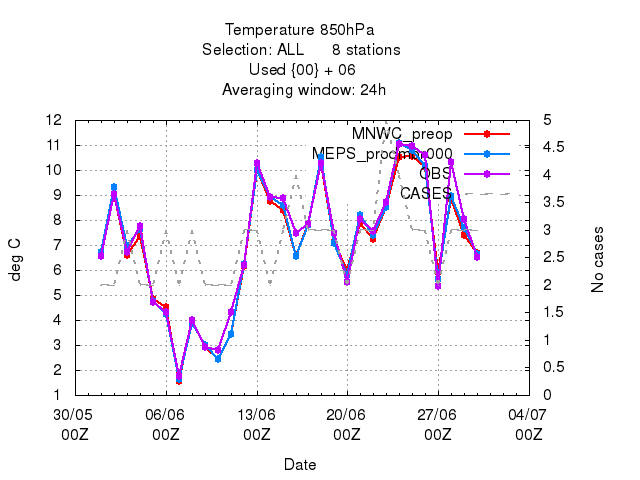 Temperature 850hPa
Selection: ALL 8 stations
Used {00} + 06
Averaging window: 24h
MNWC_preop
OBS
CASES
deg C
12
11
10
9
8
7
6
5
4
3
2
1
5
4.5
4
3.5
3
2.5
2
1.5
1
0.5
0
No cases
30/05 06/06 13/06 20/06 27/06 04/07
00Z 00Z 00Z 00Z 00Z 00Z
Date